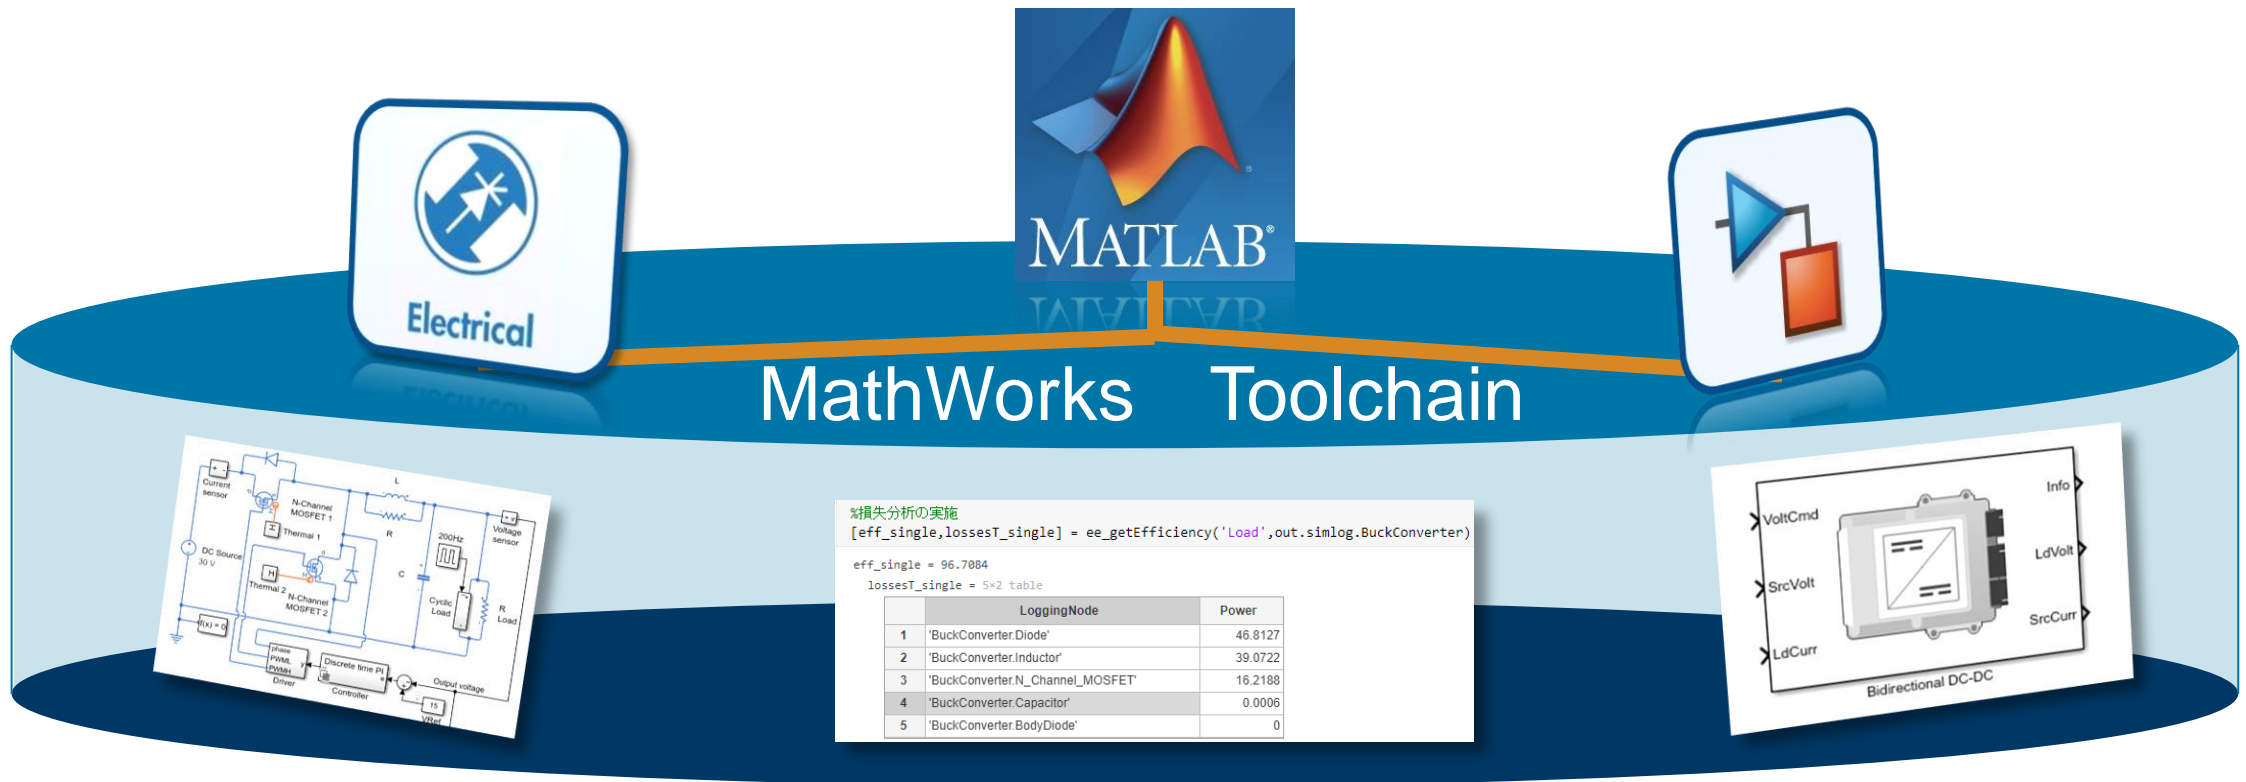 MATLAB®
Electrical
MathWorks Toolchain
Current
sensor
N-Channel
MOSFET 1
Thermal 1
DC Source
30 V
Thermal 2
N-Channel
MOSFET 2
f(x) = 0
L
R
C
200Hz
Voltage
sensor
Cyclic
Load
R
Load
phase
PWML
PWMH
Driver
Discrete time PI
Controller
Output voltage
15
VRef
%損失分析の実施
[eff_single,lossesT_single] = ee_getEfficiency('Load',out.simlog.BuckConverter)
eff_single = 96.7084
lossesT_single = 5×2 table
LoggingNode Power
1 'BuckConverter.Diode' 46.8127
2 'BuckConverter.Inductor' 39.0722
3 'BuckConverter.N_Channel_MOSFET' 16.2188
4 'BuckConverter.Capacitor' 0.0006
5 'BuckConverter.BodyDiode' 0
VoltCmd
SrcVolt
LdCurr
Info
LdVolt
SrcCurr
Bidirectional DC-DC